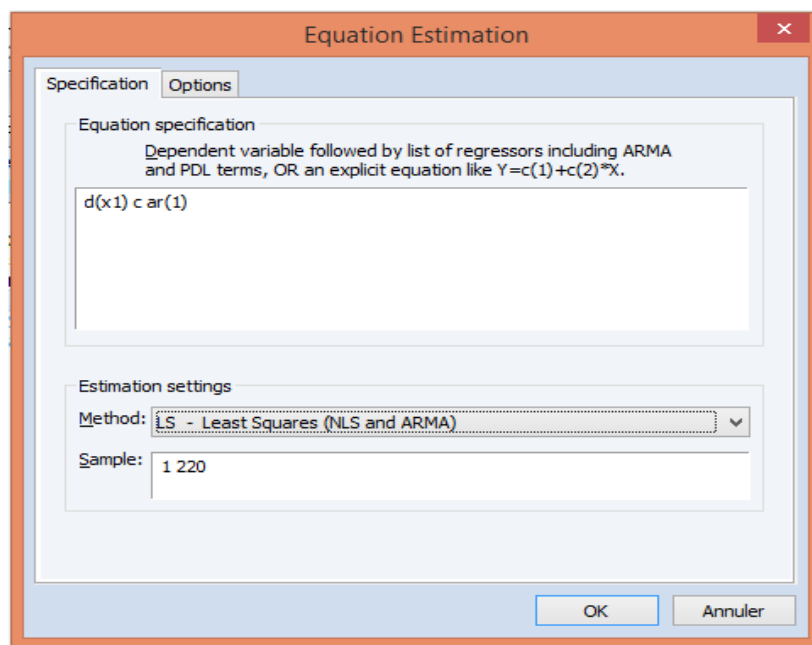 Equation Estimation
Specification
Options
Equation specification
Dependent variable followed by list of regressors including ARMA
and PDL terms, OR an explicit equation like Y=c(1)+c(2)*X.
d(x1) c ar(1)
Estimation settings
Method: LS - Least Squares (NLS and ARMA)
Sample: 1 220
OK
Annuler